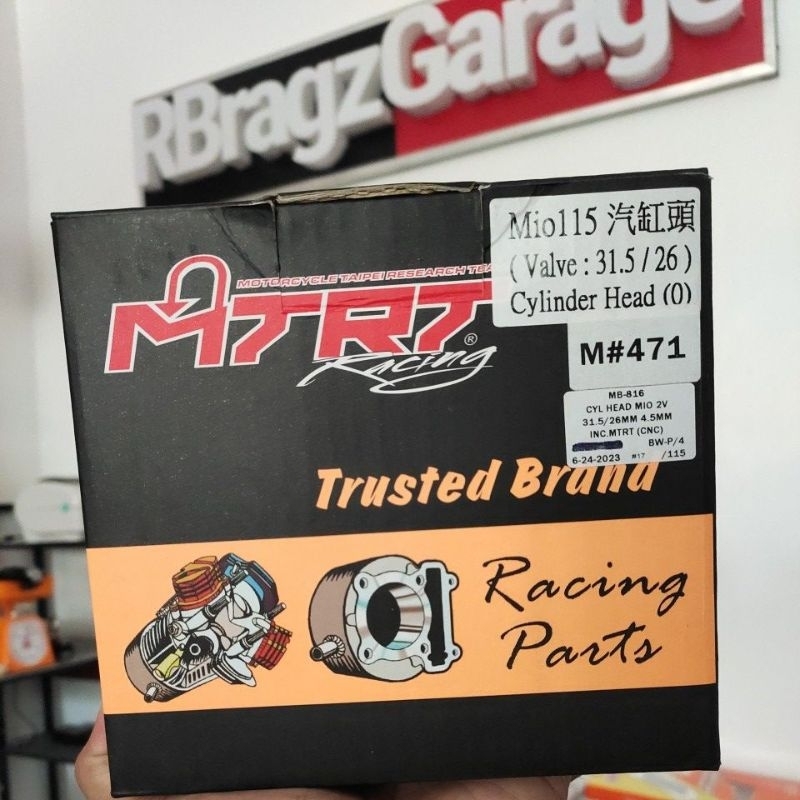 RBragzGarage
Mio115 汽缸頭
( Valve : 31.5 / 26 )
Cylinder Head (0)
MOTORCYCLE TAIPEI RESEARCH TEA
MTRT®
Racing
M#471
MB-816
CYL HEAD MIO 2V
31.5/26MM 4.5MM
INC.MTRT (CNC)
BW-P/4
6-24-2023 #17 /115
Trusted Brand
Racing
Parts